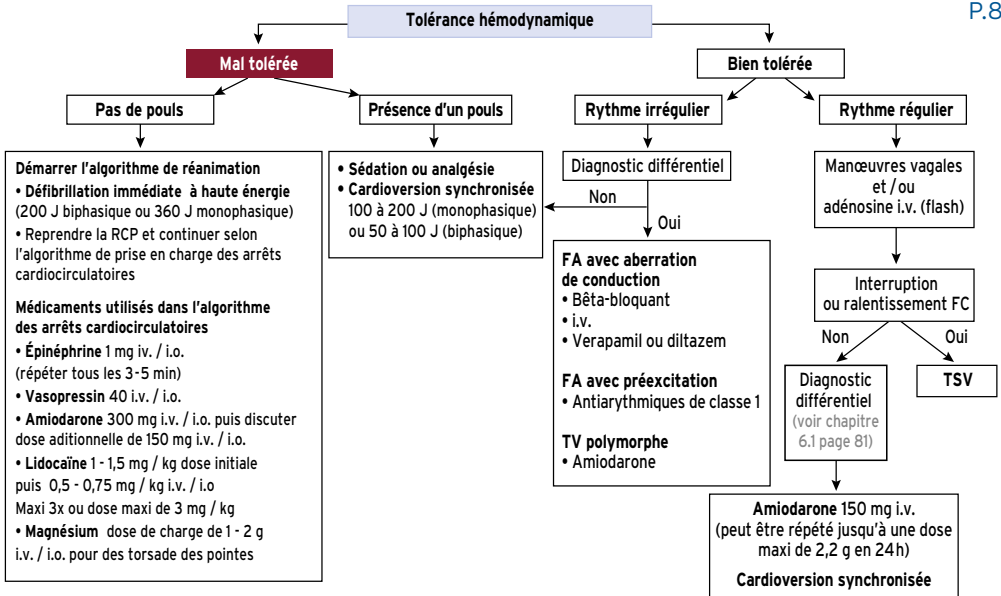 P.8
Tolérance hémodynamique
Mal tolérée
Bien tolérée
Pas de pouls
Présence d'un pouls
Rythme irrégulier
Rythme régulier
Démarrer l'algorithme de réanimation
• Défibrillation immédiate à haute énergie
(200 J biphasique ou 360 J monophasique)
• Reprendre la RCP et continuer selon
l'algorithme de prise en charge des arrêts
cardiocirculatoires
Médicaments utilisés dans l'algorithme
des arrêts cardiocirculatoires
• Épinéphrine 1 mg iv. / i.o.
(répéter tous les 3-5 min)
• Vasopressin 40 i.v. / i.o.
• Amiodarone 300 mg i.v. / i.o. puis discuter
dose aditionnelle de 150 mg i.v. / i.o.
• Lidocaïne 1 - 1,5 mg / kg dose initiale
puis 0,5 - 0,75 mg / kg i.v. / i.o
Maxi 3x ou dose maxi de 3 mg / kg
• Magnésium dose de charge de 1 - 2 g
i.v. / i.o. pour des torsade des pointes
• Sédation ou analgésie
• Cardioversion synchronisée
100 à 200 J (monophasique)
ou 50 à 100 J (biphasique)
Diagnostic différentiel
Non
Oui
FA avec aberration
de conduction
• Bêta-bloquant
• i.v.
• Verapamil ou diltazem
FA avec préexcitation
• Antiarythmiques de classe 1
TV polymorphe
• Amiodarone
Manœuvres vagales
et / ou
adénosine i.v. (flash)
Interruption
ou ralentissement FC
Non
Oui
Diagnostic
différentiel
(voir chapitre
6.1 page 81)
TSV
Amiodarone 150 mg i.v.
(peut être répété jusqu'à une dose
maxi de 2,2 g en 24h)
Cardioversion synchronisée